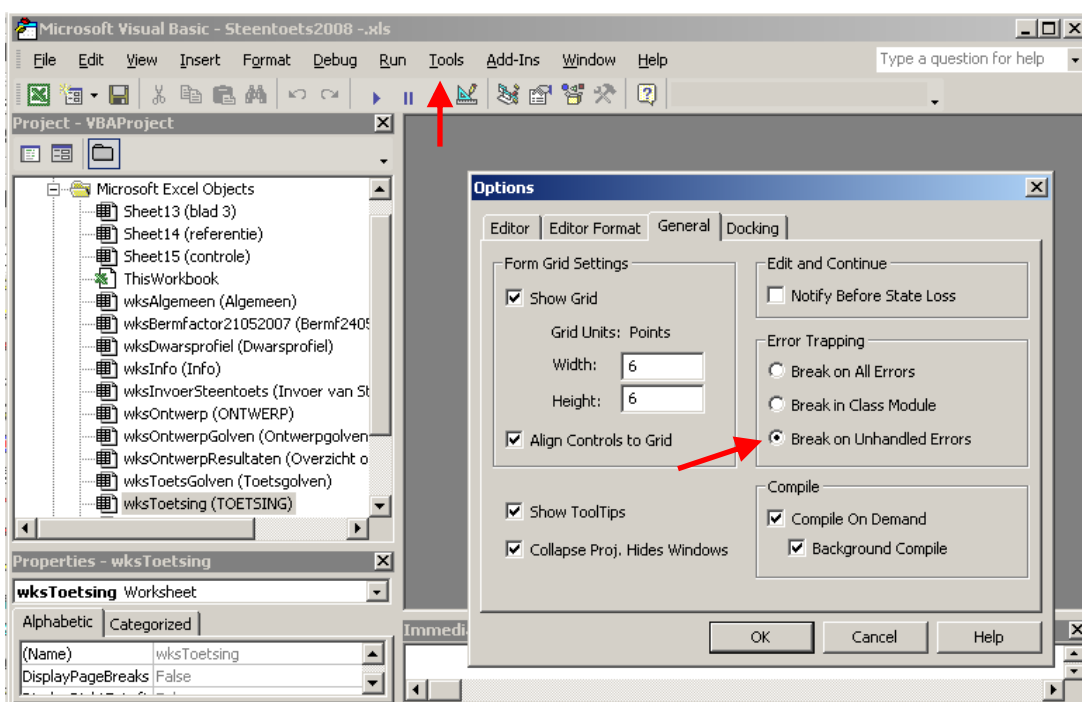 Microsoft Visual Basic - Steentoets2008 -.xls
File Edit View Insert Format Debug Run Tools Add-Ins Window Help Type a question for help
Project - VBAProject
Microsoft Excel Objects
Sheet13 (blad 3)
Sheet14 (referentie)
Sheet15 (controle)
ThisWorkbook
wksAlgemeen (Algemeen)
wksBermfactor21052007 (Bermf2405
wksDwarsprofiel (Dwarsprofiel)
wksInfo (Info)
wksInvoerSteentoets (Invoer van St
wksOntwerp (ONTWERP)
wksOntwerpGolven (Ontwerpgolven
wksOntwerpResultaten (Overzicht o
wksToetsGolven (Toetsgolven)
wksToetsing (TOETSING)
Properties - wksToetsing
wksToetsing Worksheet
Alphabetic Categorized
(Name) wksToetsing
DisplayPageBreaks False
Options
Editor Editor Format General Docking
Form Grid Settings
Show Grid
Grid Units: Points
Width: 6
Height: 6
Align Controls to Grid
Show ToolTips
Collapse Proj. Hides Windows
Edit and Continue
Notify Before State Loss
Error Trapping
Break on All Errors
Break in Class Module
Break on Unhandled Errors
Compile
Compile On Demand
Background Compile
OK Cancel Help
Immedi